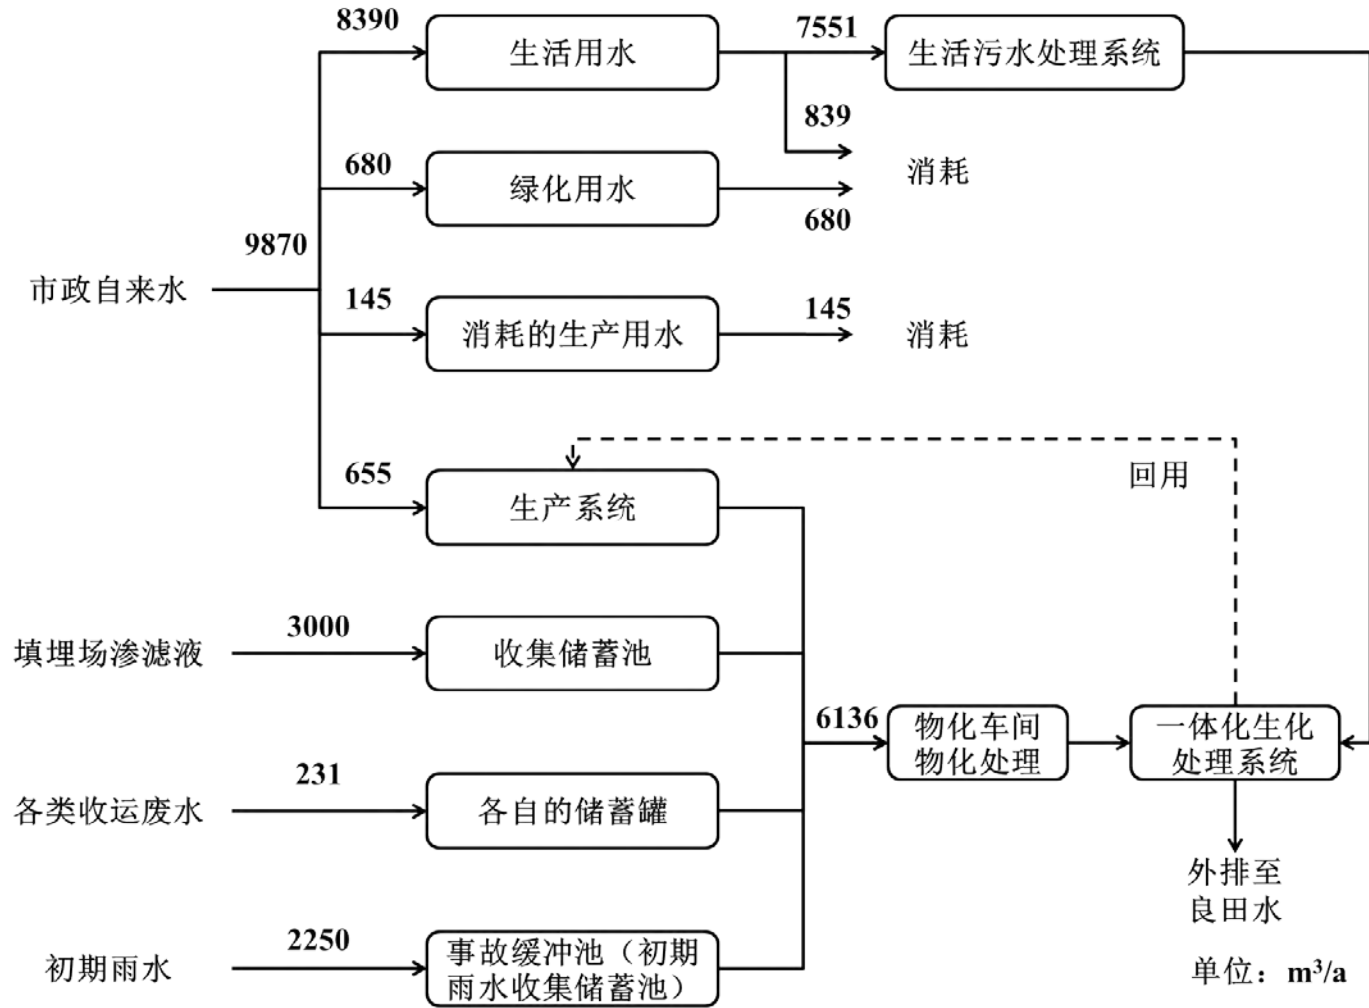 8390
生活用水
7551
生活污水处理系统
839
消耗
680
绿化用水
680
9870
市政自来水
145
消耗的生产用水
145
消耗
655
生产系统
回用
填埋场渗滤液
3000
收集储蓄池
6136
物化车间
物化处理
一体化生化
处理系统
各类收运废水
231
各自的储蓄罐
外排至
良田水
初期雨水
2250
事故缓冲池（初期
雨水收集储蓄池）
单位：m³/a